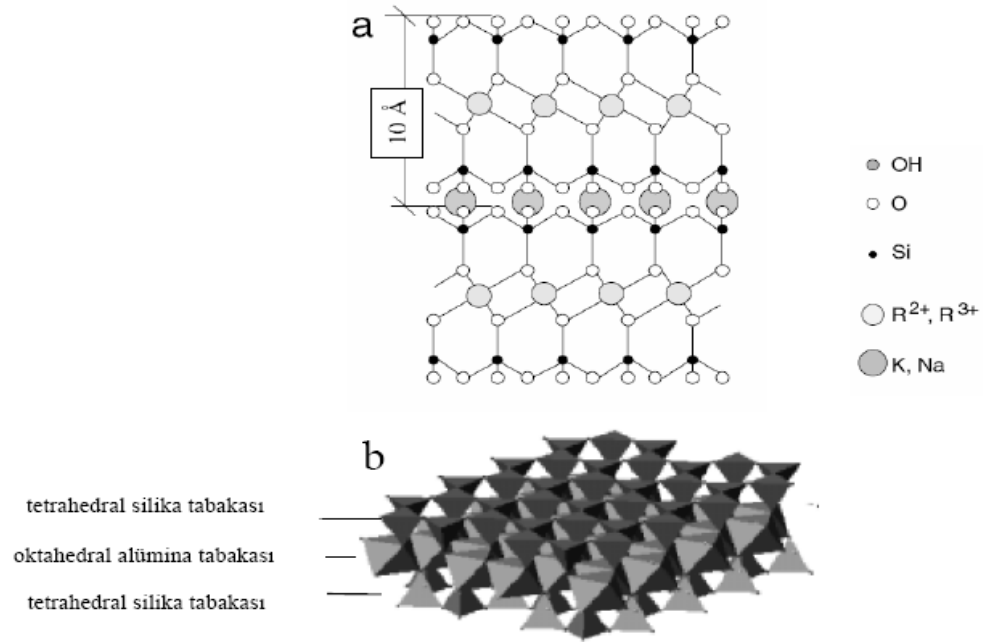 a
10 Å
OH
O
Si
R2+, R3+
K, Na
b
tetrahedral silika tabakası
oktahedral alümina tabakası
tetrahedral silika tabakası